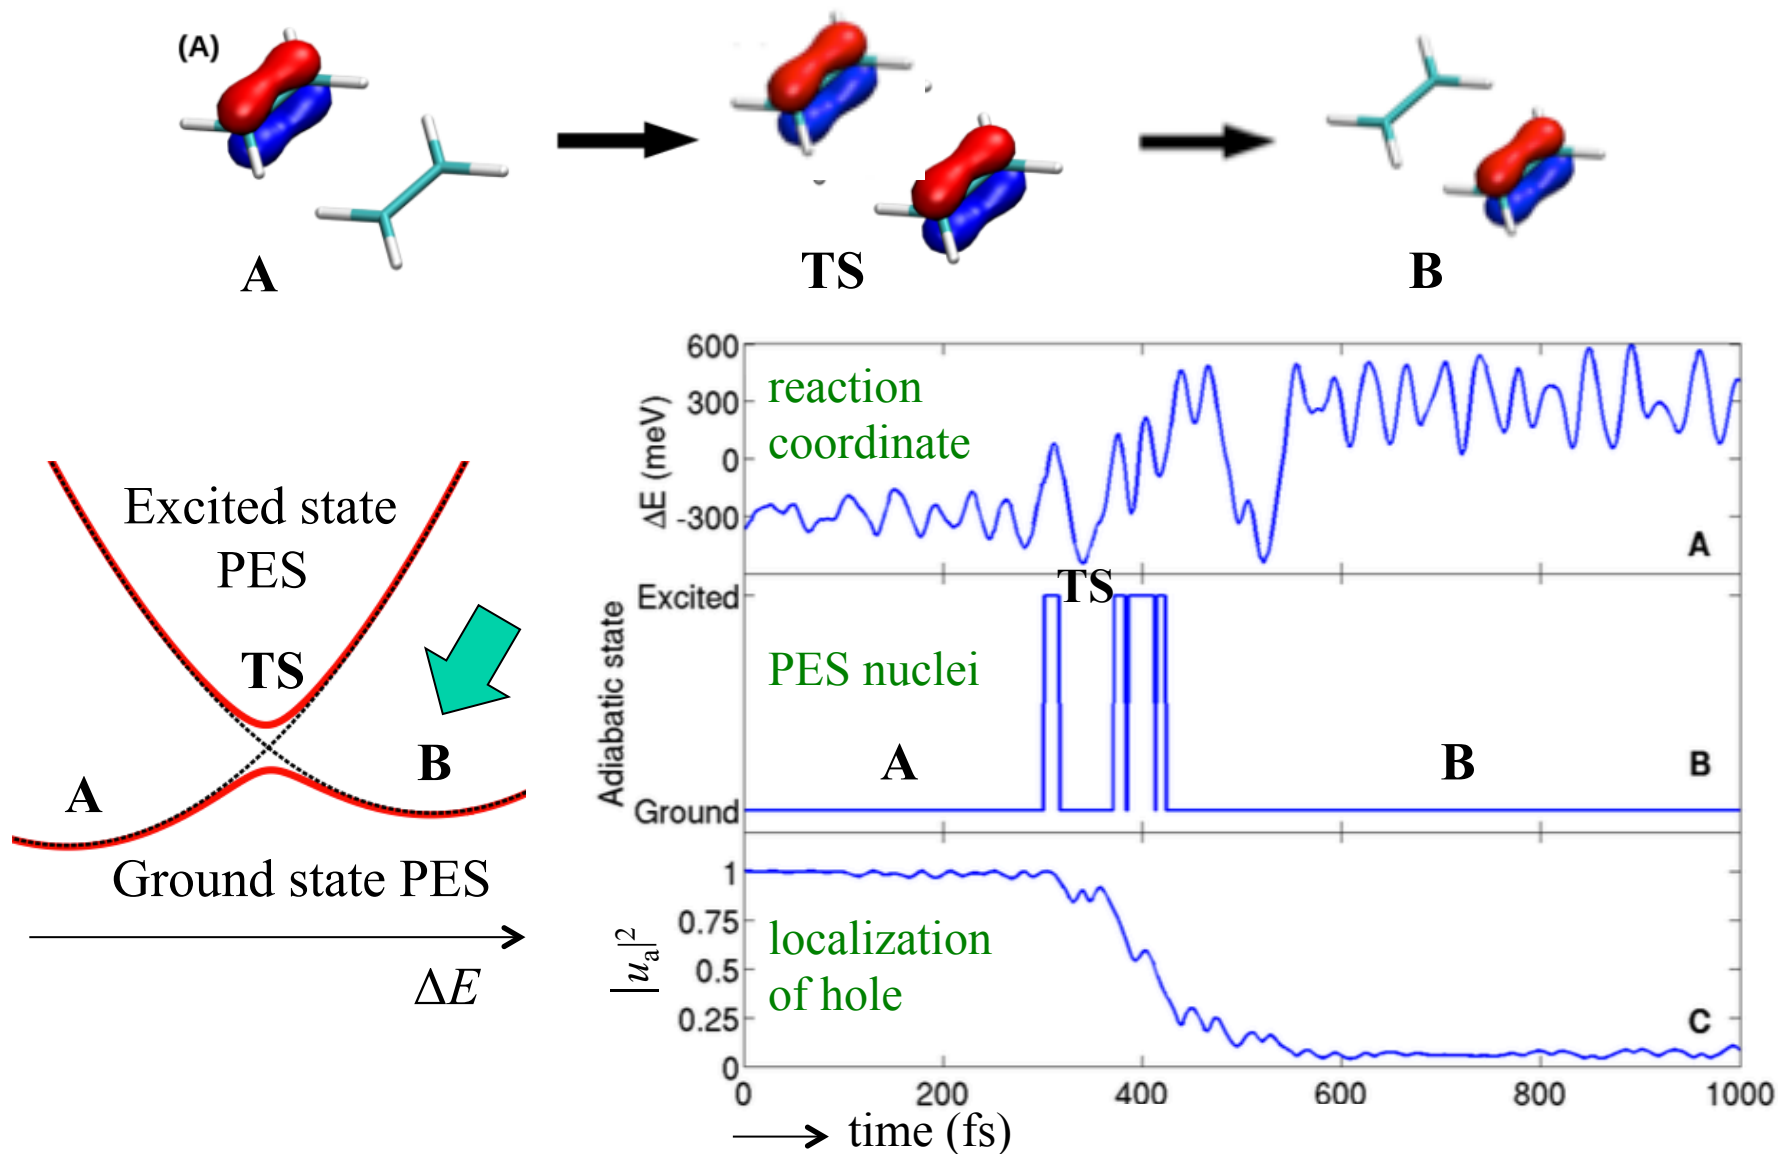 (A)
A
TS
B
Excited state
PES
TS
A
B
Ground state PES
ΔE
600
300
0
-300
ΔE (meV)
reaction
coordinate
A
TS
Excited
Ground
Adiabatic state
PES nuclei
A
B
B
1
0.75
0.5
0.25
0
|uₐ|²
localization
of hole
C
0 200 400 600 800 1000
time (fs)